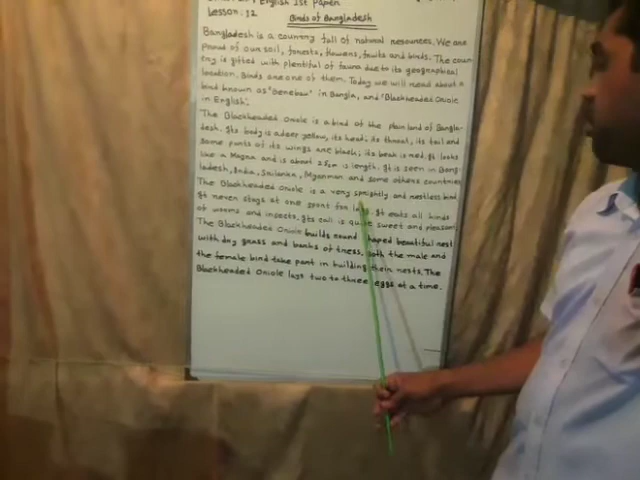 English 1st Paper
Lesson: 12
Birds of Bangladesh
Bangladesh is a country full of natural resources. We are
proud of our soil, forests, flowers, fruits and birds. The coun-
try is gifted with plentiful of fauna due to its geographical
location. Birds are one of them. Today we will read about a
bird known as "Benebau" in Bangla, and "Blackheaded Oriole
in English".
The Blackheaded Oriole is a bird of the plain land of Bangla-
desh. Its body is a deep yellow, its head, its throat, its tail and
some parts of its wings are black; its beak is red. It looks
like a Magna and is about 25cm is length. It is seen in Bang-
ladesh, India, Srilanka, Myanmar and some others countries
The Blackheaded Oriole is a very sprightly and restless bird
It never stays at one sport for It eats all kinds
of worms and insects. Its call is quite sweet and pleasant
The Blackheaded Oriole builds round shaped beautiful nest
with dry grass and barks of tress. Both the male and
the female bird take part in building their nests. The
Blackheaded Oriole lays two to three eggs at a time.